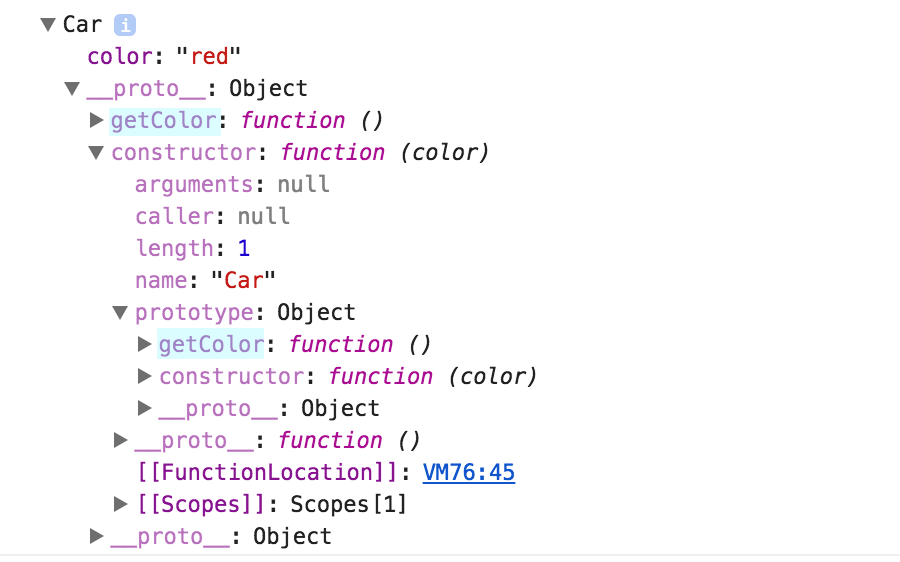 Car i
color: "red"
__proto__: Object
getColor: function ()
constructor: function (color)
arguments: null
caller: null
length: 1
name: "Car"
prototype: Object
getColor: function ()
constructor: function (color)
__proto__: Object
__proto__: function ()
[[FunctionLocation]]: VM76:45
[[Scopes]]: Scopes[1]
__proto__: Object